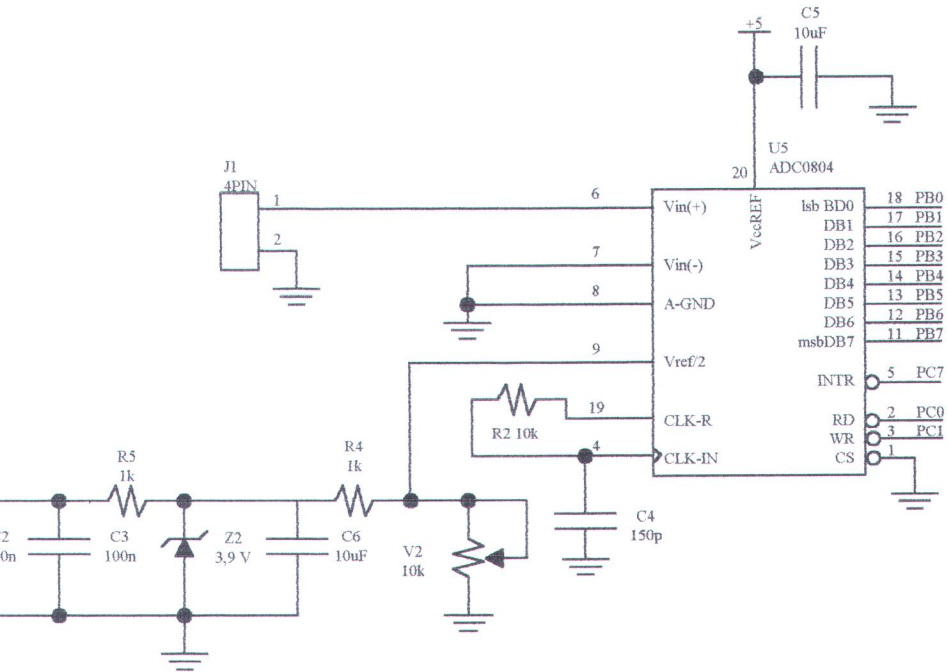 C5
10uF
+5
U5
ADC0804
20
VccREF
J1
4PIN
1
2
6 Vin(+)
7 Vin(-)
8 A-GND
9 Vref/2
19 CLK-R
R2 10k
4 CLK-IN
lsb BD0 18 PB0
DB1 17 PB1
DB2 16 PB2
DB3 15 PB3
DB4 14 PB4
DB5 13 PB5
DB6 12 PB6
msbDB7 11 PB7
INTR 5 PC7
RD 2 PC0
WR 3 PC1
CS 1
R5
1k
R4
1k
C3
100n
Z2
3,9 V
C6
10uF
V2
10k
C4
150p